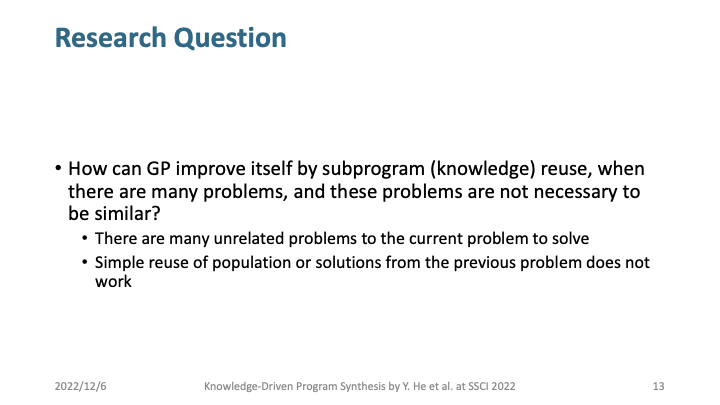 Research Question
• How can GP improve itself by subprogram (knowledge) reuse, when
there are many problems, and these problems are not necessary to
be similar?
• There are many unrelated problems to the current problem to solve
• Simple reuse of population or solutions from the previous problem does not
work
2022/12/6
Knowledge-Driven Program Synthesis by Y. He et al. at SSCI 2022
13